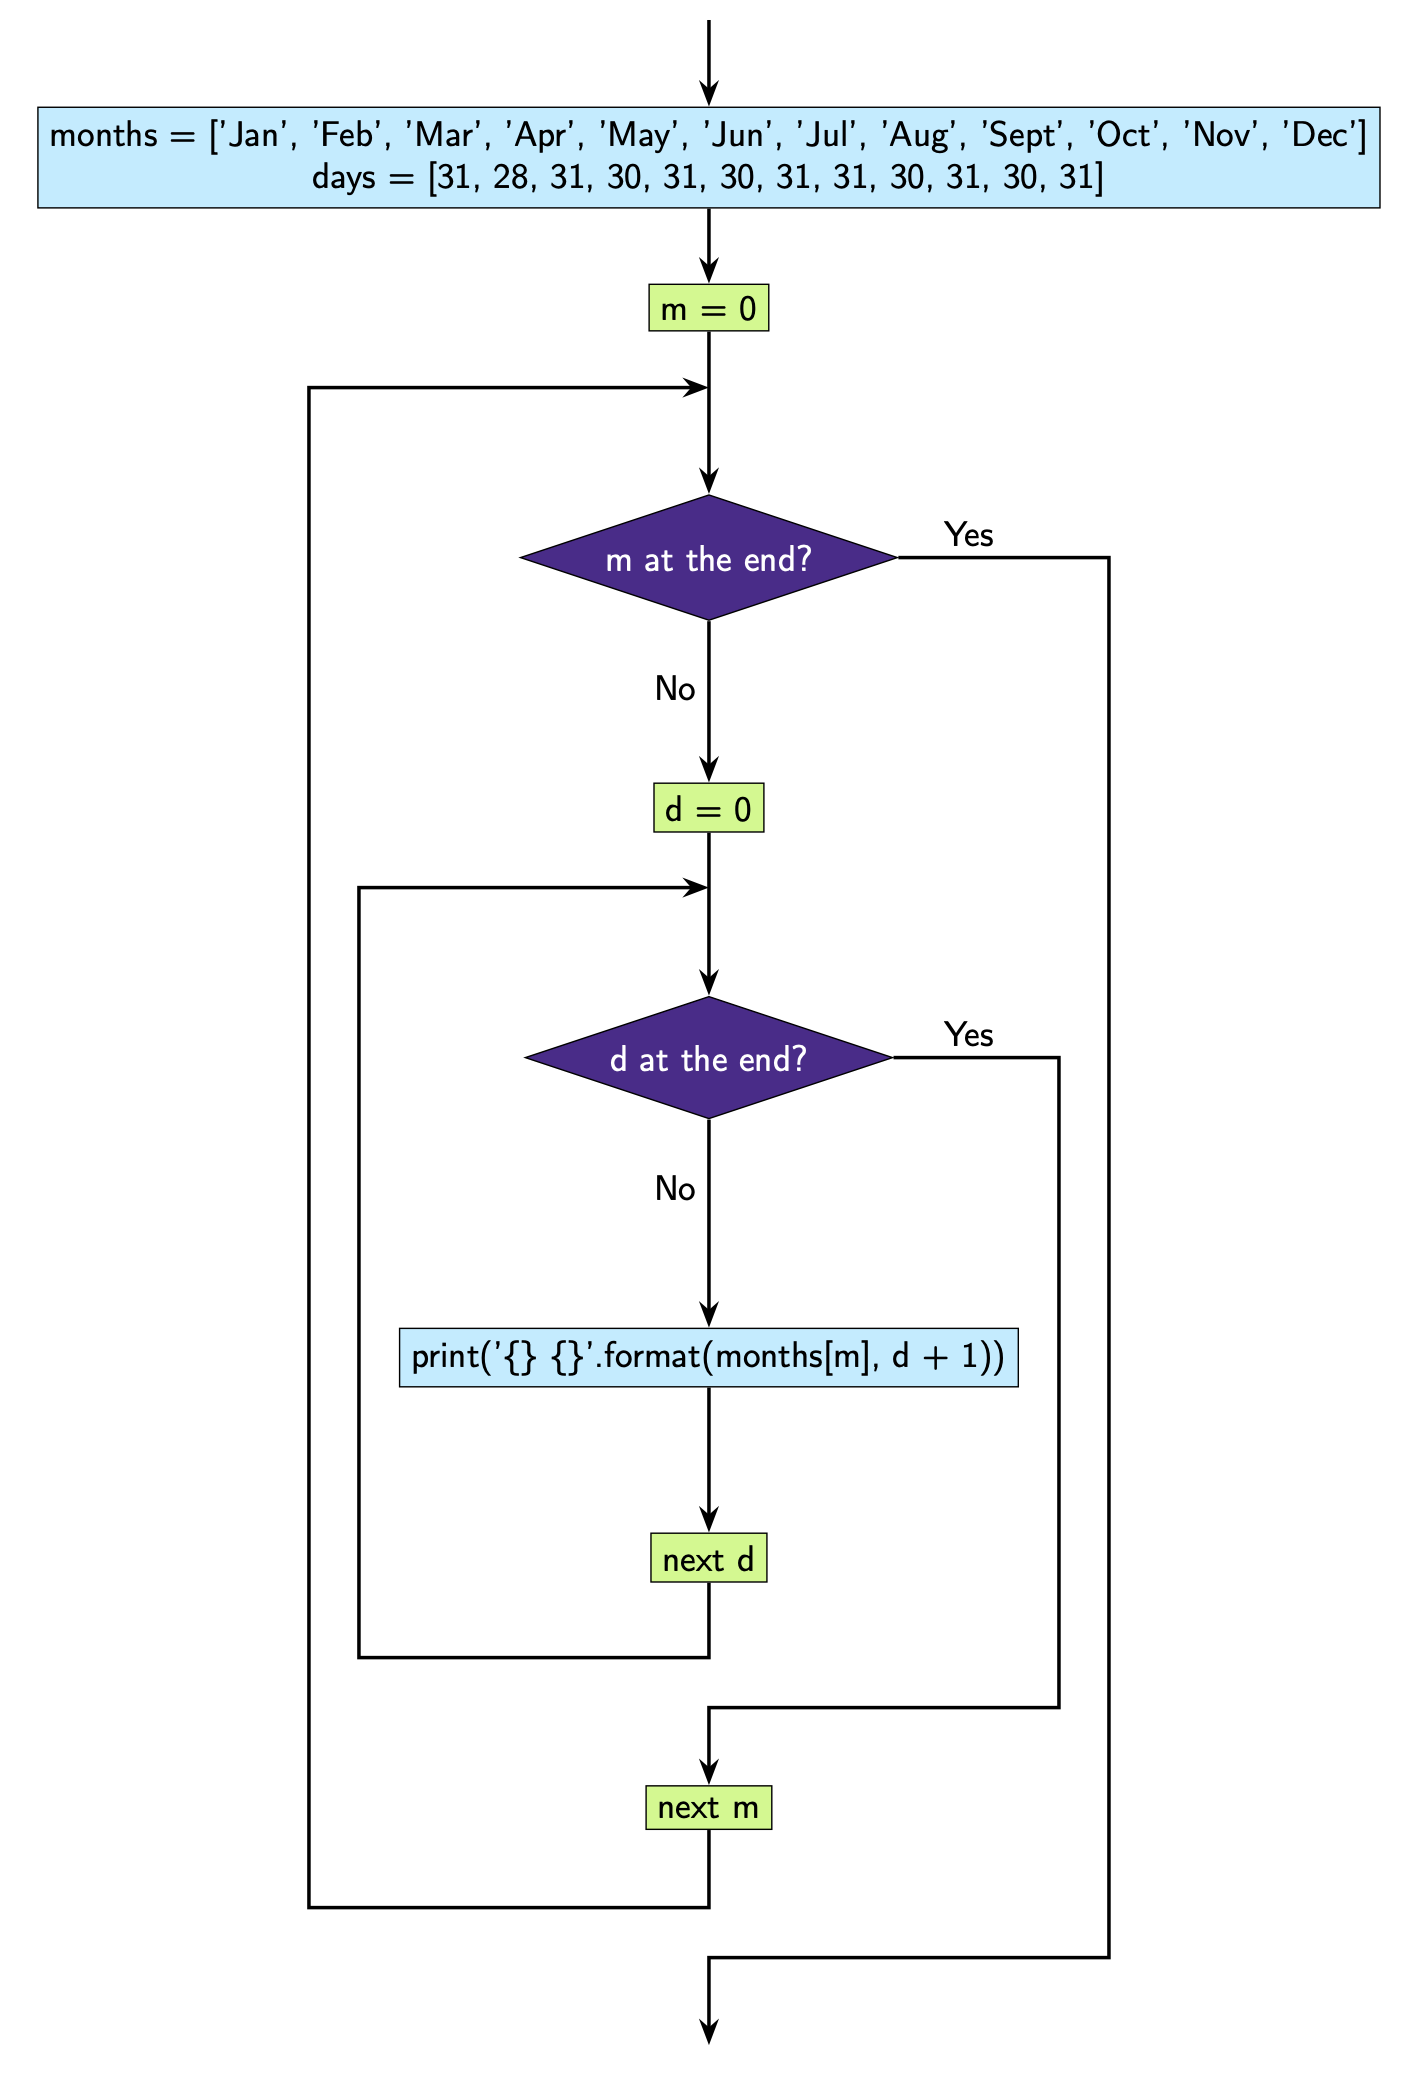 months = ['Jan', 'Feb', 'Mar', 'Apr', 'May', 'Jun', 'Jul', 'Aug', 'Sept', 'Oct', 'Nov', 'Dec']
days = [31, 28, 31, 30, 31, 30, 31, 31, 30, 31, 30, 31]
m = 0
m at the end?
Yes
No
d = 0
d at the end?
Yes
No
print('{} {}'.format(months[m], d + 1))
next d
next m